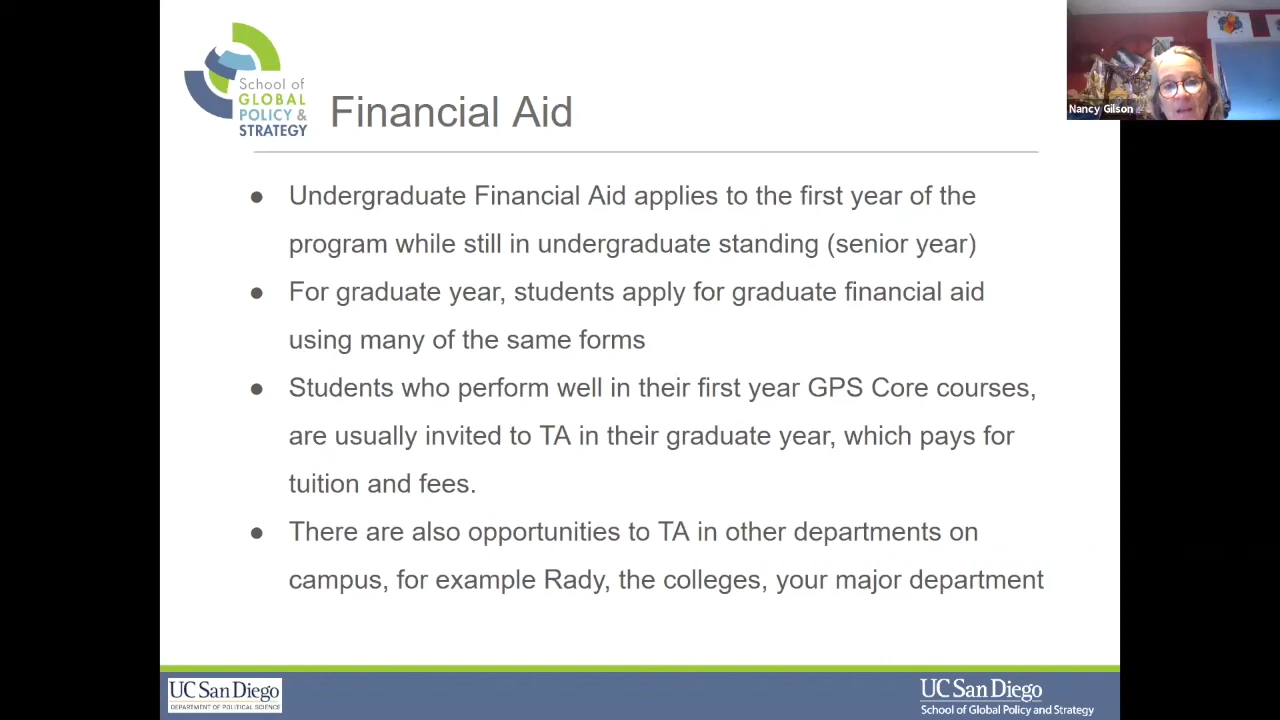 School of
GLOBAL
POLICY &
STRATEGY
Financial Aid
Nancy Gilson
● Undergraduate Financial Aid applies to the first year of the
program while still in undergraduate standing (senior year)
● For graduate year, students apply for graduate financial aid
using many of the same forms
● Students who perform well in their first year GPS Core courses,
are usually invited to TA in their graduate year, which pays for
tuition and fees.
● There are also opportunities to TA in other departments on
campus, for example Rady, the colleges, your major department
UC San Diego
DEPARTMENT OF POLITICAL SCIENCE
UC San Diego
School of Global Policy and Strategy